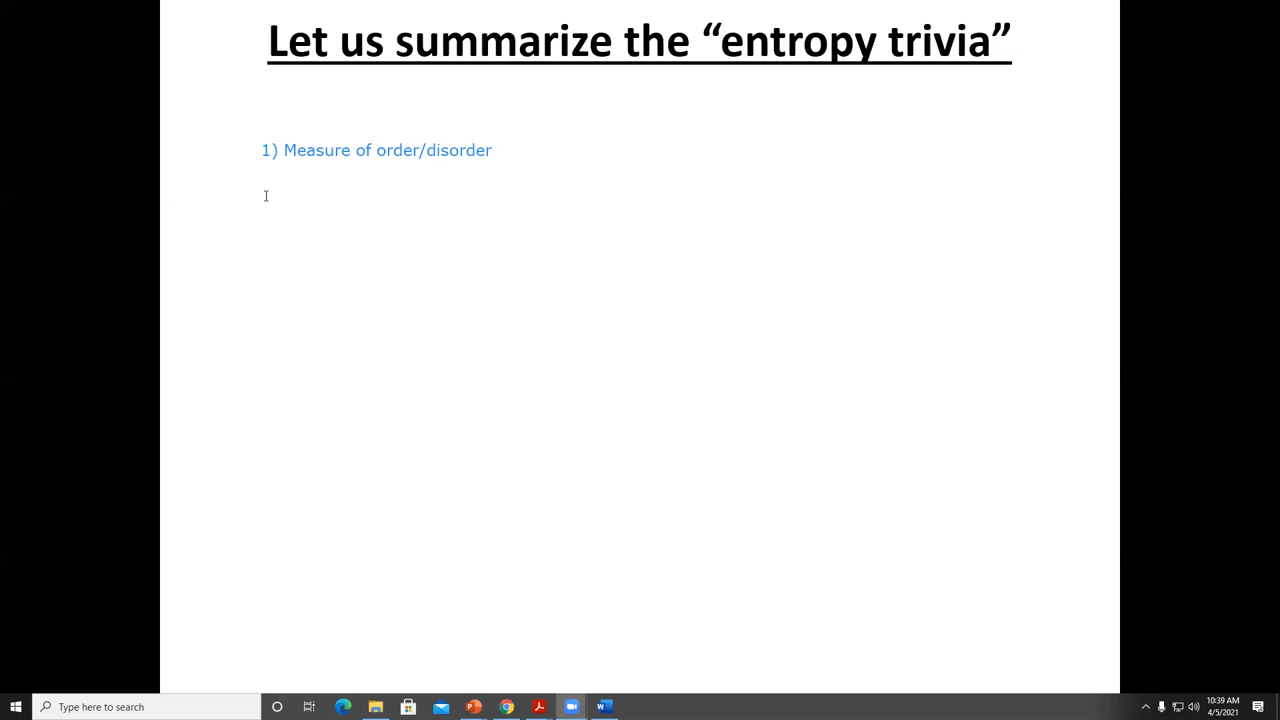 Let us summarize the “entropy trivia”
1) Measure of order/disorder
Type here to search
10:39 AM
4/5/2021